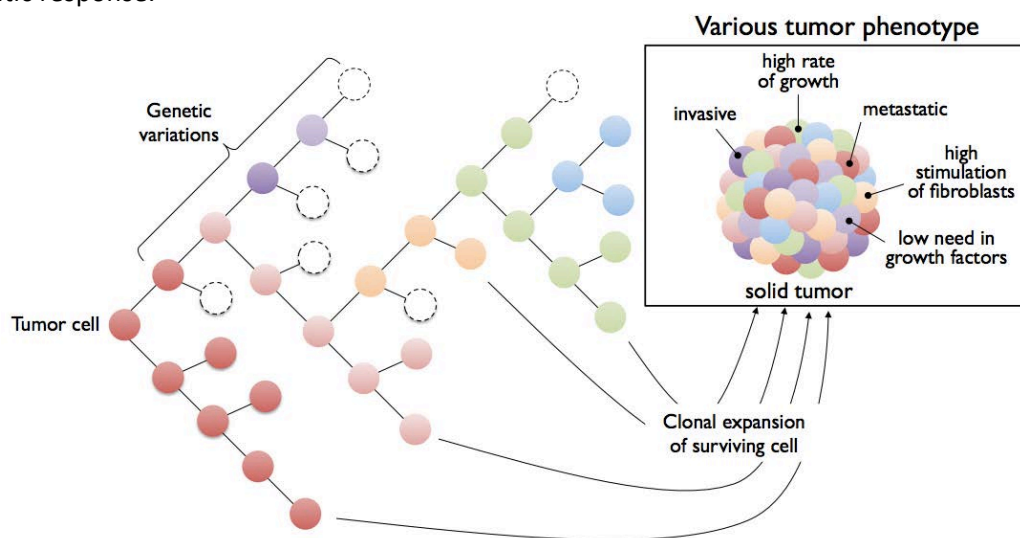 Various tumor phenotype
Genetic
variations
Tumor cell
high rate
of growth
invasive
metastatic
high
stimulation
of fibroblasts
low need in
growth factors
solid tumor
Clonal expansion
of surviving cell